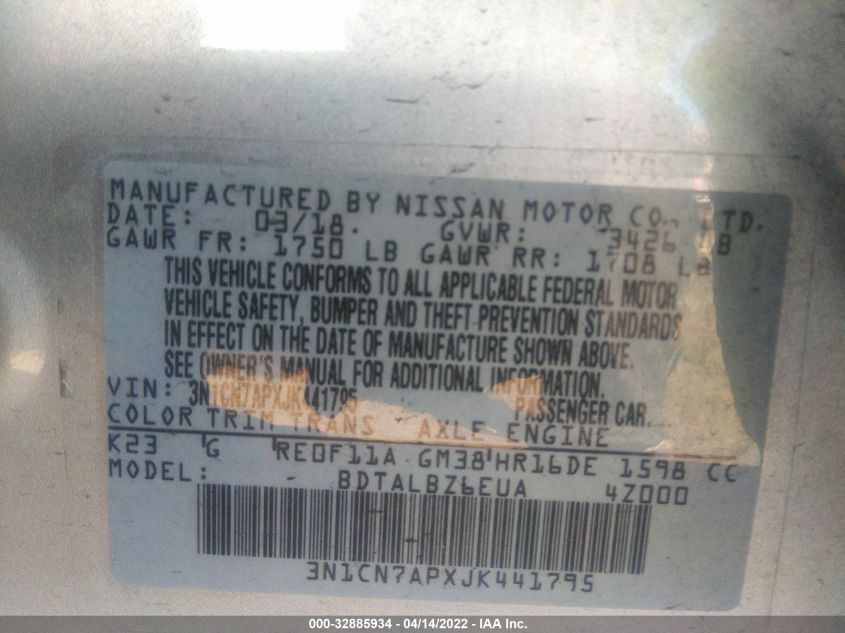 MANUFACTURED BY NISSAN MOTOR CO., LTD.
DATE: 03/18. GVWR: 3426 LB
GAWR FR: 1750 LB GAWR RR: 1708 LB
THIS VEHICLE CONFORMS TO ALL APPLICABLE FEDERAL MOTOR
VEHICLE SAFETY, BUMPER AND THEFT PREVENTION STANDARDS
IN EFFECT ON THE DATE OF MANUFACTURE SHOWN ABOVE.
SEE OWNER'S MANUAL FOR ADDITIONAL INFORMATION.
VIN: 3N1CN7APXJK441795 PASSENGER CAR.
COLOR TRIM TRANS AXLE ENGINE
K23 G RE0F11A GM38 HR16DE 1598 CC
MODEL: BDTALBZ6EUA 4Z000
3N1CN7APXJK441795
000-32885934 - 04/14/2022 - IAA Inc.